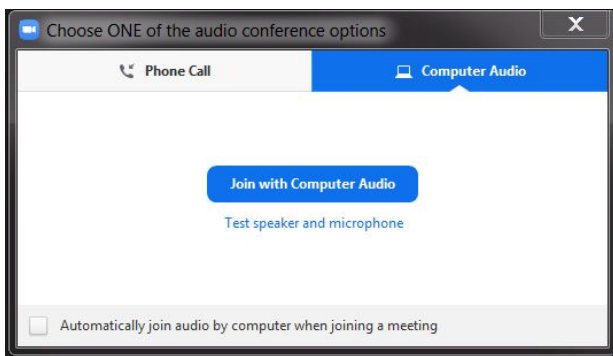 Choose ONE of the audio conference options
Phone Call
Computer Audio
Join with Computer Audio
Test speaker and microphone
Automatically join audio by computer when joining a meeting